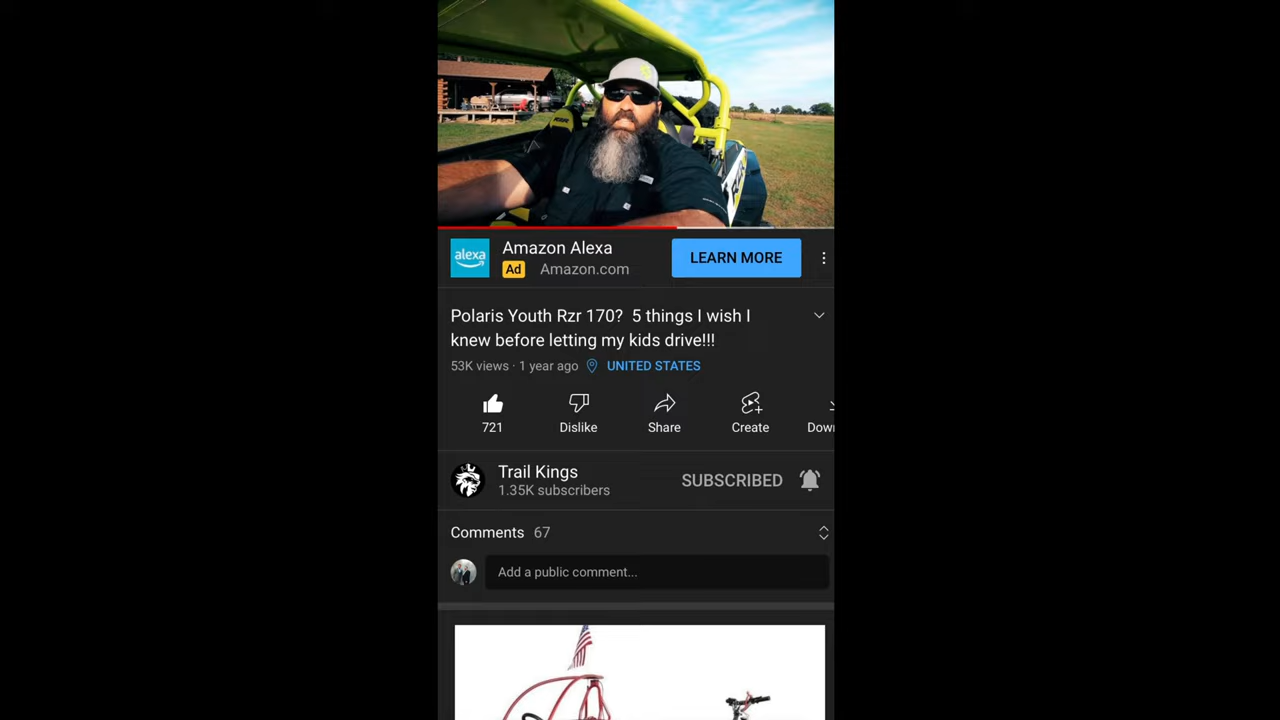 alexa
Amazon Alexa
Ad Amazon.com
LEARN MORE
Polaris Youth Rzr 170?  5 things I wish I
knew before letting my kids drive!!!
53K views · 1 year ago UNITED STATES
721 Dislike Share Create Down
Trail Kings
1.35K subscribers
SUBSCRIBED
Comments 67
Add a public comment...